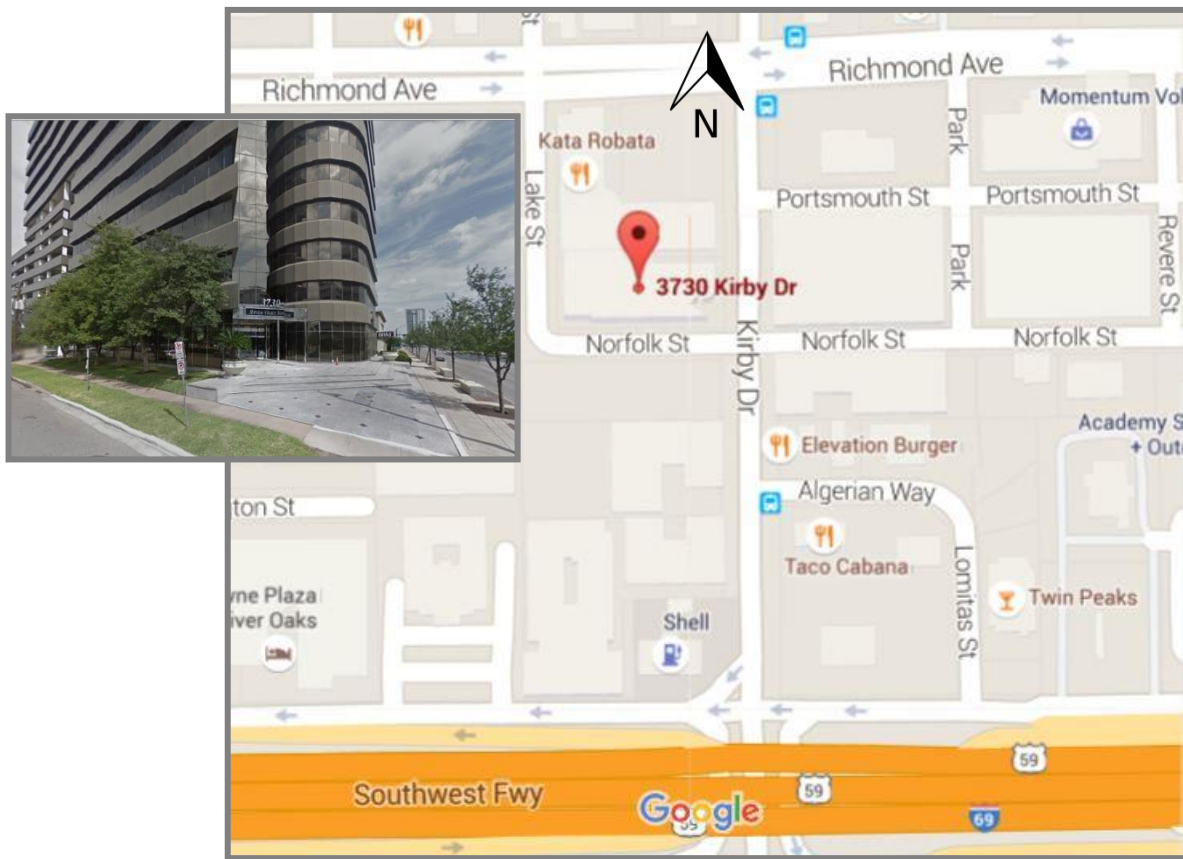 Richmond Ave
Richmond Ave
N
Momentum Vol
Kata Robata
Park
Lake St
Portsmouth St
Portsmouth St
Revere St
Park
3730 Kirby Dr
3730
Norfolk St
Norfolk St
Norfolk St
Kirby Dr
Academy S
+ Out
Elevation Burger
Algerian Way
ton St
Taco Cabana
Lomitas St
yne Plaza
iver Oaks
Twin Peaks
Shell
59
Southwest Fwy
59
Google
59
69